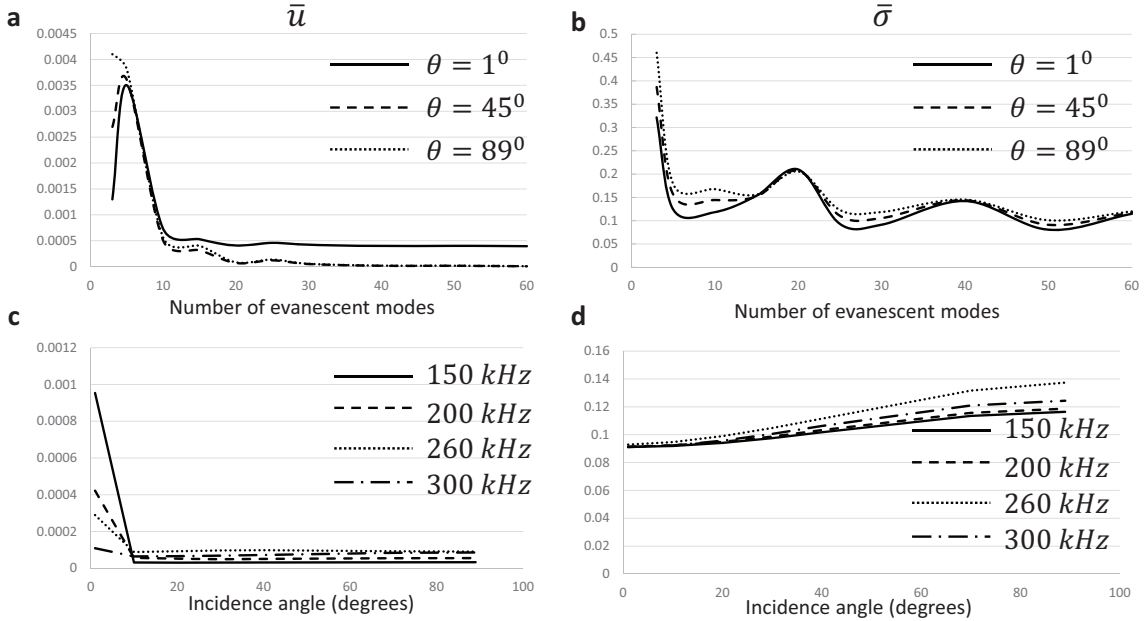 a
u̅
0.0045
0.004
0.0035
0.003
0.0025
0.002
0.0015
0.001
0.0005
0
θ = 1⁰
θ = 45⁰
θ = 89⁰
0 10 20 30 40 50 60
Number of evanescent modes
b
σ̅
0.5
0.45
0.4
0.35
0.3
0.25
0.2
0.15
0.1
0.05
0
θ = 1⁰
θ = 45⁰
θ = 89⁰
0 10 20 30 40 50 60
Number of evanescent modes
c
0.0012
0.001
0.0008
0.0006
0.0004
0.0002
0
150 kHz
200 kHz
260 kHz
300 kHz
0 20 40 60 80 100
Incidence angle (degrees)
d
0.16
0.14
0.12
0.1
0.08
0.06
0.04
0.02
0
150 kHz
200 kHz
260 kHz
300 kHz
0 20 40 60 80 100
Incidence angle (degrees)